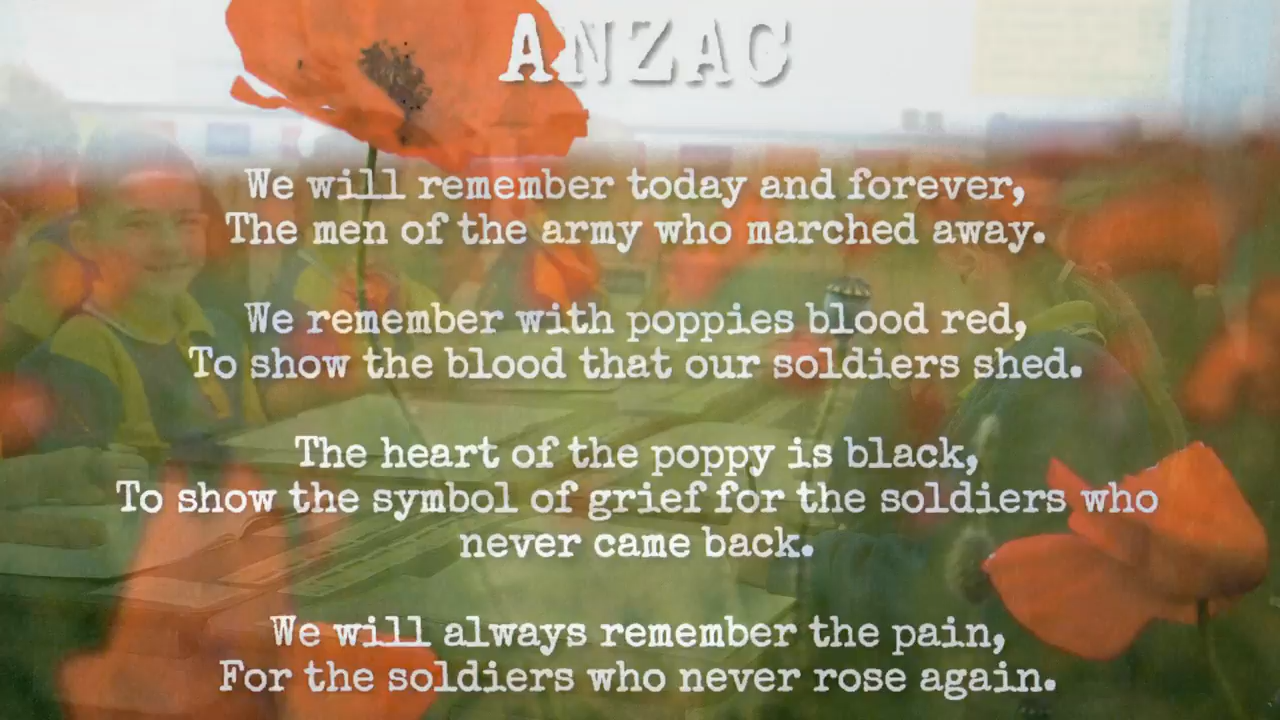 ANZAC
We will remember today and forever,
The men of the army who marched away.
We remember with poppies blood red,
To show the blood that our soldiers shed.
The heart of the poppy is black,
To show the symbol of grief for the soldiers who
never came back.
We will always remember the pain,
For the soldiers who never rose again.